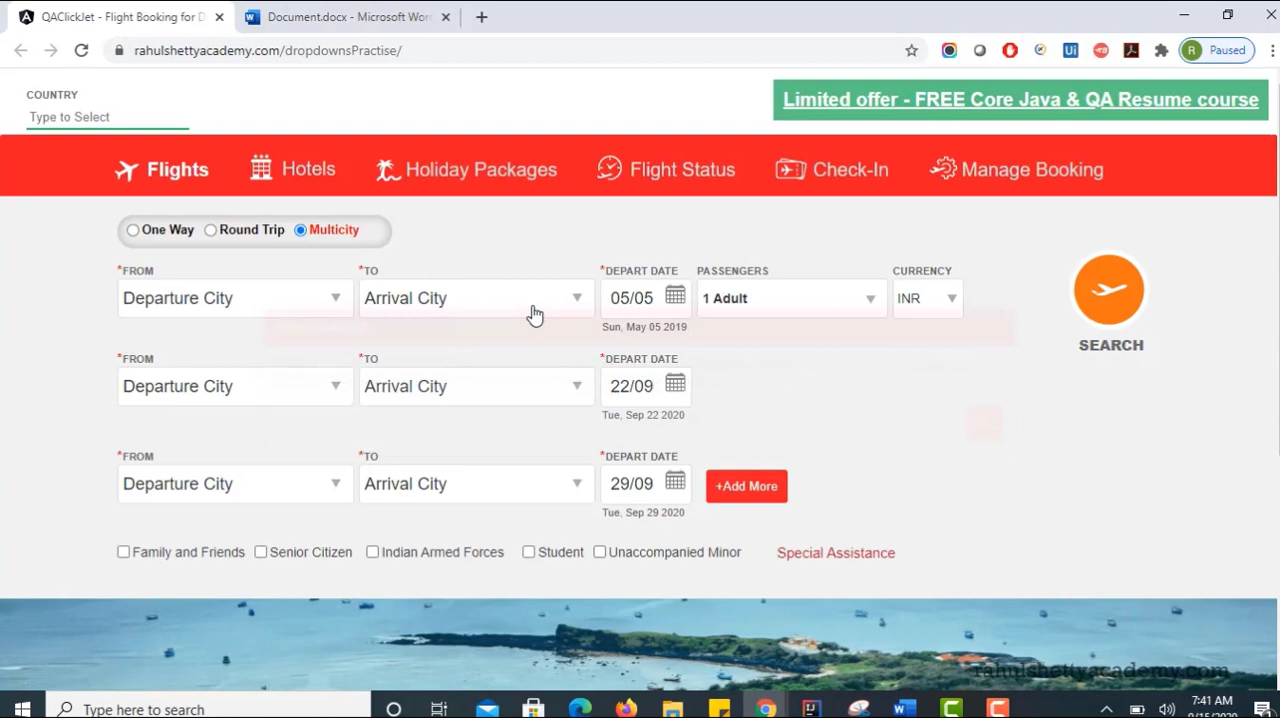 QAClickJet - Flight Booking for D
Document.docx - Microsoft Wor
rahulshettyacademy.com/dropdownsPractise/
R Paused
COUNTRY
Type to Select
Limited offer - FREE Core Java & QA Resume course
Flights Hotels Holiday Packages Flight Status Check-In Manage Booking
One Way Round Trip Multicity
*FROM *TO *DEPART DATE PASSENGERS CURRENCY
Departure City Arrival City 05/05 1 Adult INR
Sun, May 05 2019
SEARCH
*FROM *TO *DEPART DATE
Departure City Arrival City 22/09
Tue, Sep 22 2020
*FROM *TO *DEPART DATE
Departure City Arrival City 29/09 +Add More
Tue, Sep 29 2020
Family and Friends Senior Citizen Indian Armed Forces Student Unaccompanied Minor Special Assistance
rahulshettyacademy.com
Type here to search
7:41 AM